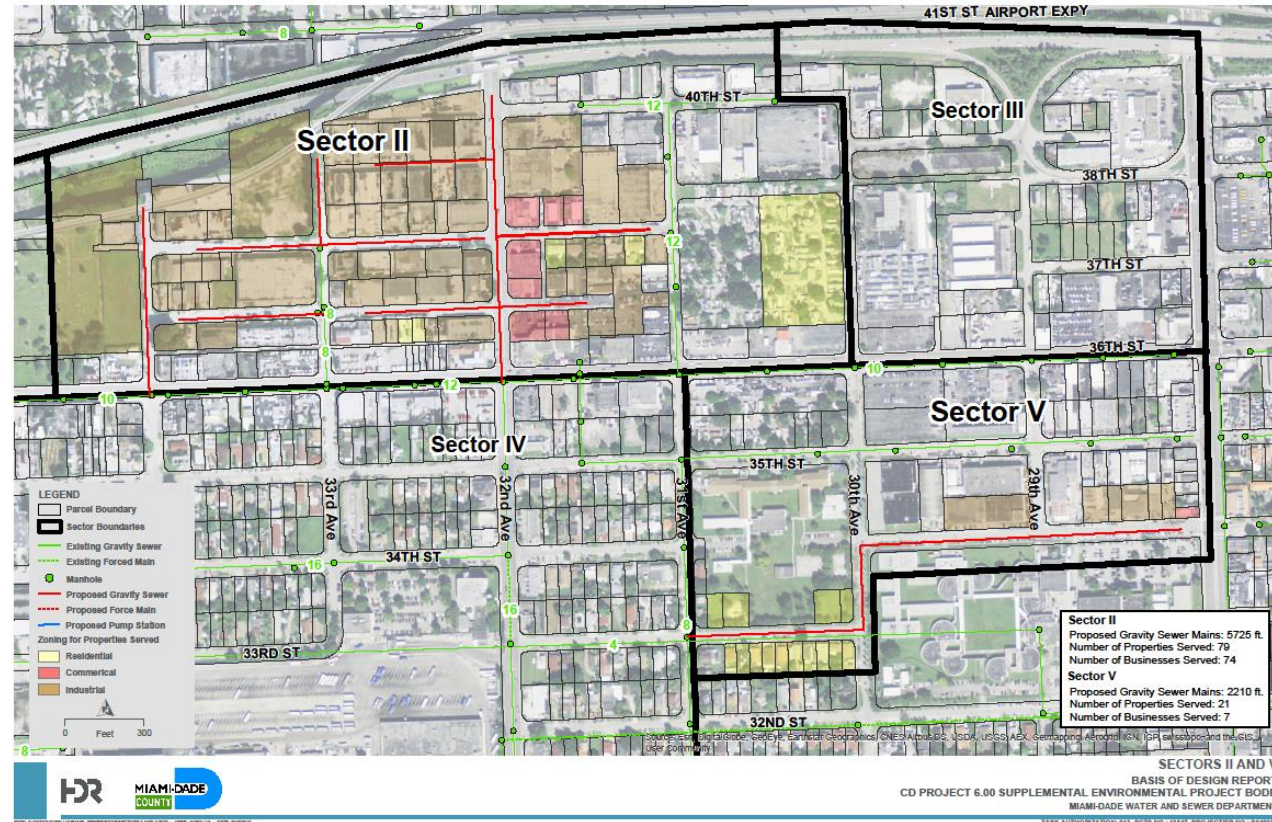 41ST ST AIRPORT EXPY
8
12
40TH ST
Sector III
Sector II
38TH ST
12
37TH ST
8
8
36TH ST
10
12
10
Sector V
Sector IV
35TH ST
33rd Ave
32nd Ave
31st Ave
30th Ave
29th Ave
LEGEND
Parcel Boundary
Sector Boundaries
Existing Gravity Sewer
Existing Forced Main
Manhole
Proposed Gravity Sewer
Proposed Force Main
Proposed Pump Station
Zoning for Properties Served
Residential
Commerical
Industrial
0 Feet 300
34TH ST
16
16
8
4
33RD ST
32ND ST
8
Sector II
Proposed Gravity Sewer Mains: 5725 ft.
Number of Properties Served: 79
Number of Businesses Served: 74
Sector V
Proposed Gravity Sewer Mains: 2210 ft.
Number of Properties Served: 21
Number of Businesses Served: 7
User Community
HDR
MIAMI-DADE
COUNTY
SECTORS II AND V
BASIS OF DESIGN REPORT
CD PROJECT 6.00 SUPPLEMENTAL ENVIRONMENTAL PROJECT BODR
MIAMI-DADE WATER AND SEWER DEPARTMENT